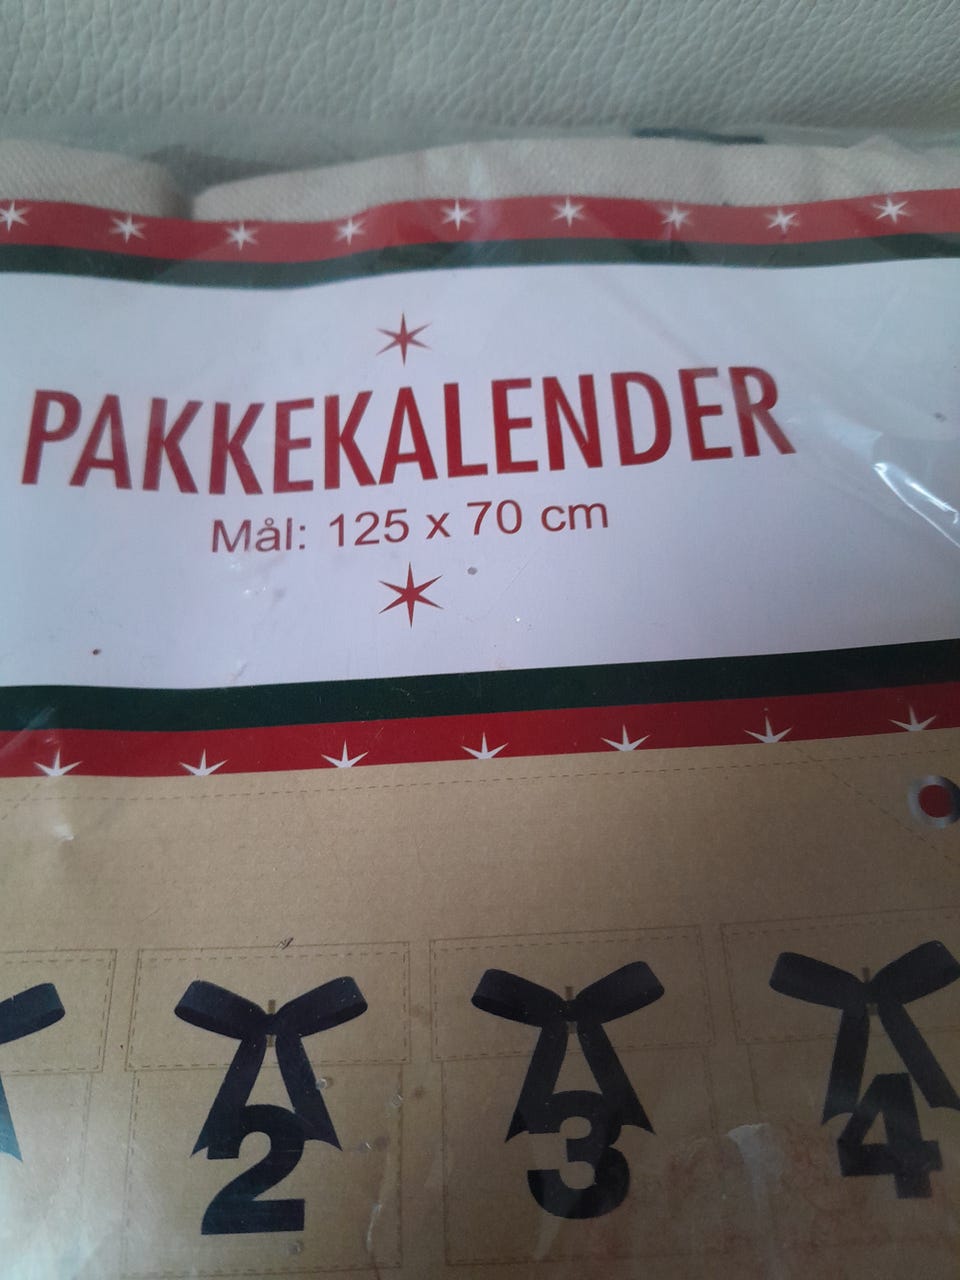 PAKKEKALENDER
Mål: 125 x 70 cm
2 3 4